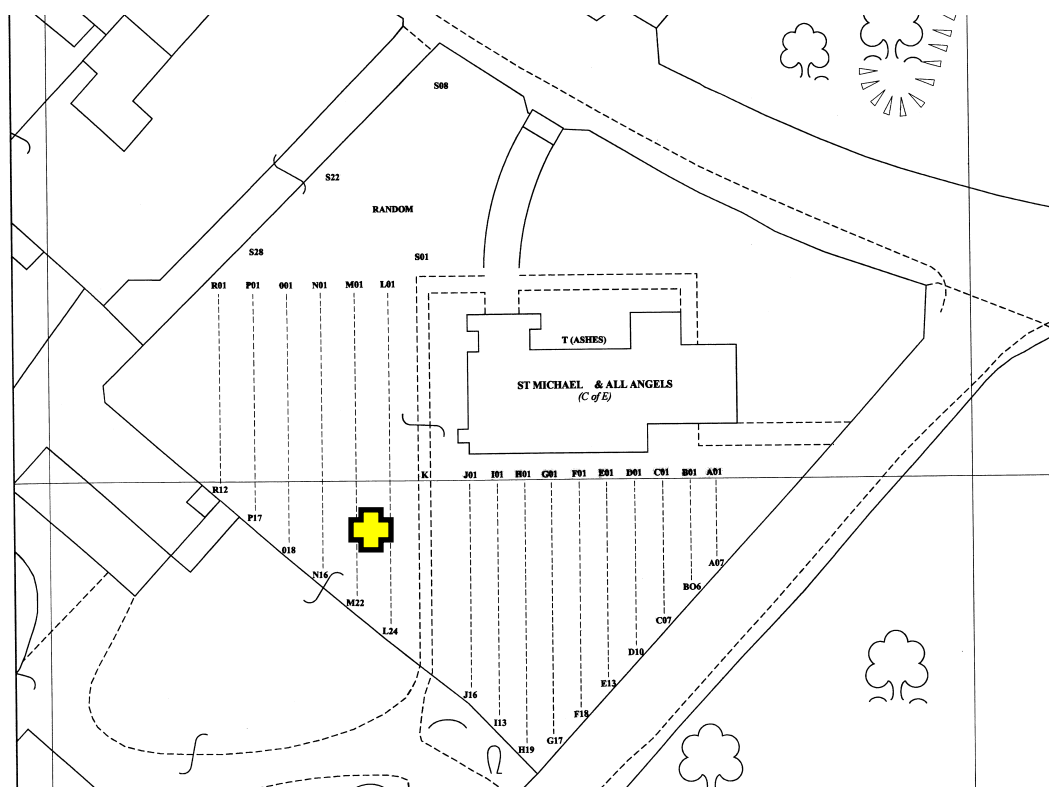 S08
S22
RANDOM
S28
S01
R01 P01 001 N01 M01 L01
T (ASHES)
ST MICHAEL & ALL ANGELS
(C of E)
K J01 I01 H01 G01 F01 E01 D01 C01 B01 A01
R12
P17
018
N16
M22
L24
A07
BO6
C07
D10
E13
F18
G17
H19
I13
J16